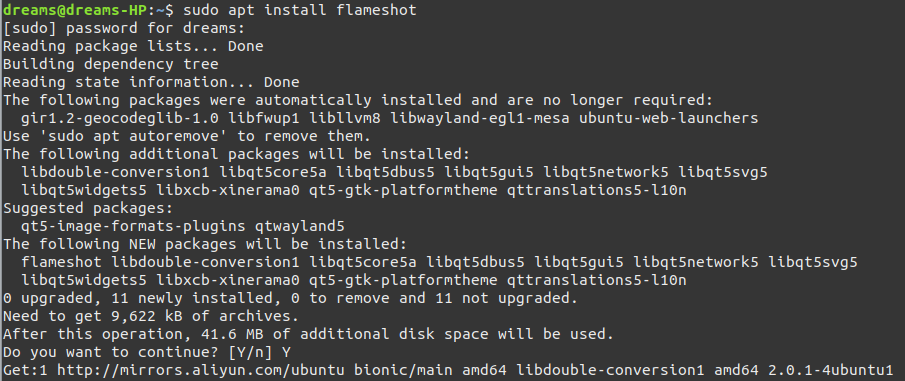 dreams@dreams-HP:~$ sudo apt install flameshot
[sudo] password for dreams:
Reading package lists... Done
Building dependency tree
Reading state information... Done
The following packages were automatically installed and are no longer required:
  gir1.2-geocodeglib-1.0 libfwup1 libllvm8 libwayland-egl1-mesa ubuntu-web-launchers
Use 'sudo apt autoremove' to remove them.
The following additional packages will be installed:
  libdouble-conversion1 libqt5core5a libqt5dbus5 libqt5gui5 libqt5network5 libqt5svg5
  libqt5widgets5 libxcb-xinerama0 qt5-gtk-platformtheme qttranslations5-l10n
Suggested packages:
  qt5-image-formats-plugins qtwayland5
The following NEW packages will be installed:
  flameshot libdouble-conversion1 libqt5core5a libqt5dbus5 libqt5gui5 libqt5network5 libqt5svg5
  libqt5widgets5 libxcb-xinerama0 qt5-gtk-platformtheme qttranslations5-l10n
0 upgraded, 11 newly installed, 0 to remove and 11 not upgraded.
Need to get 9,622 kB of archives.
After this operation, 41.6 MB of additional disk space will be used.
Do you want to continue? [Y/n] Y
Get:1 http://mirrors.aliyun.com/ubuntu bionic/main amd64 libdouble-conversion1 amd64 2.0.1-4ubuntu1